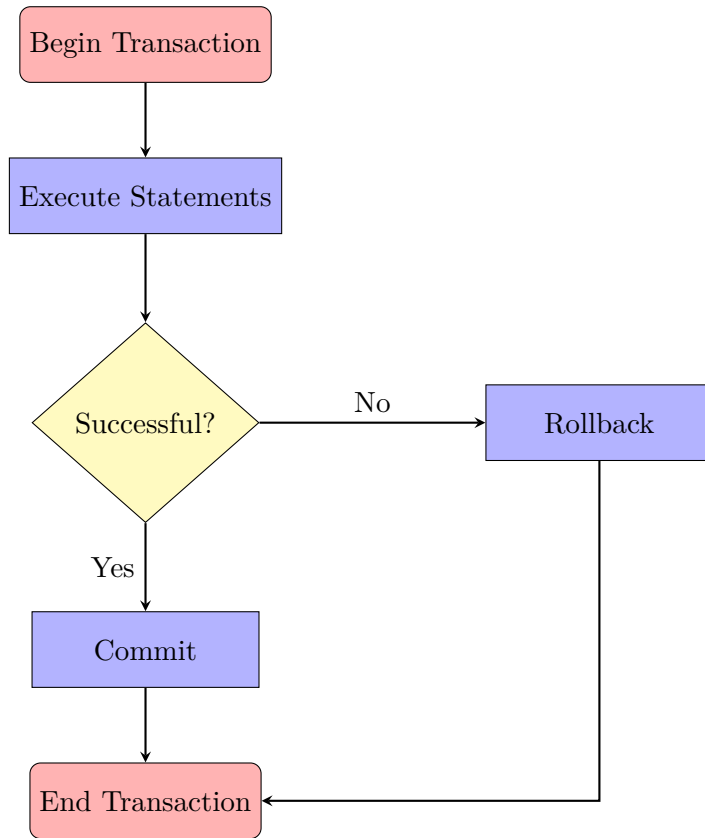 Begin Transaction
Execute Statements
Successful?
No
Rollback
Yes
Commit
End Transaction